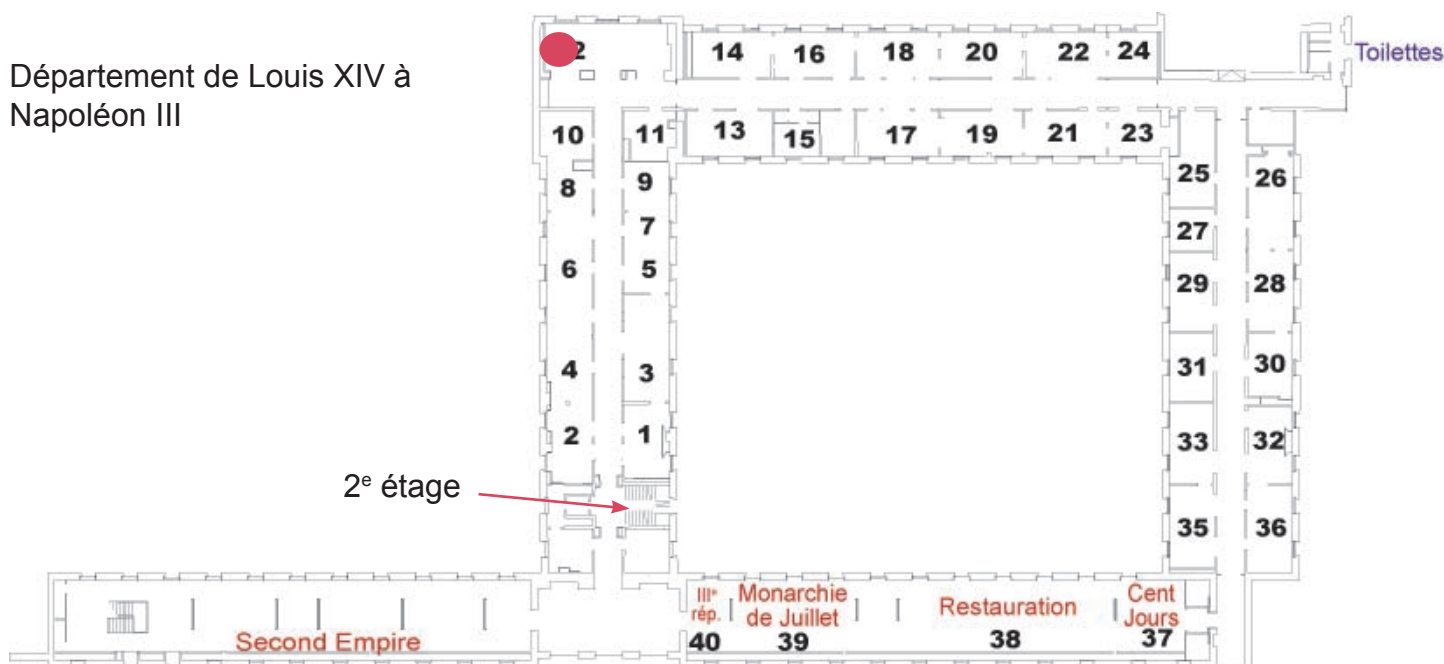 Département de Louis XIV à
Napoléon III
2
14 16 18 20 22 24
Toilettes
10 11 13 15 17 19 21 23
8 9 25 26
7 27
6 5 29 28
4 3 31 30
2 1 33 32
2e étage
35 36
Second Empire
IIIe
rép.
40
Monarchie
de Juillet
39
Restauration
38
Cent
Jours
37